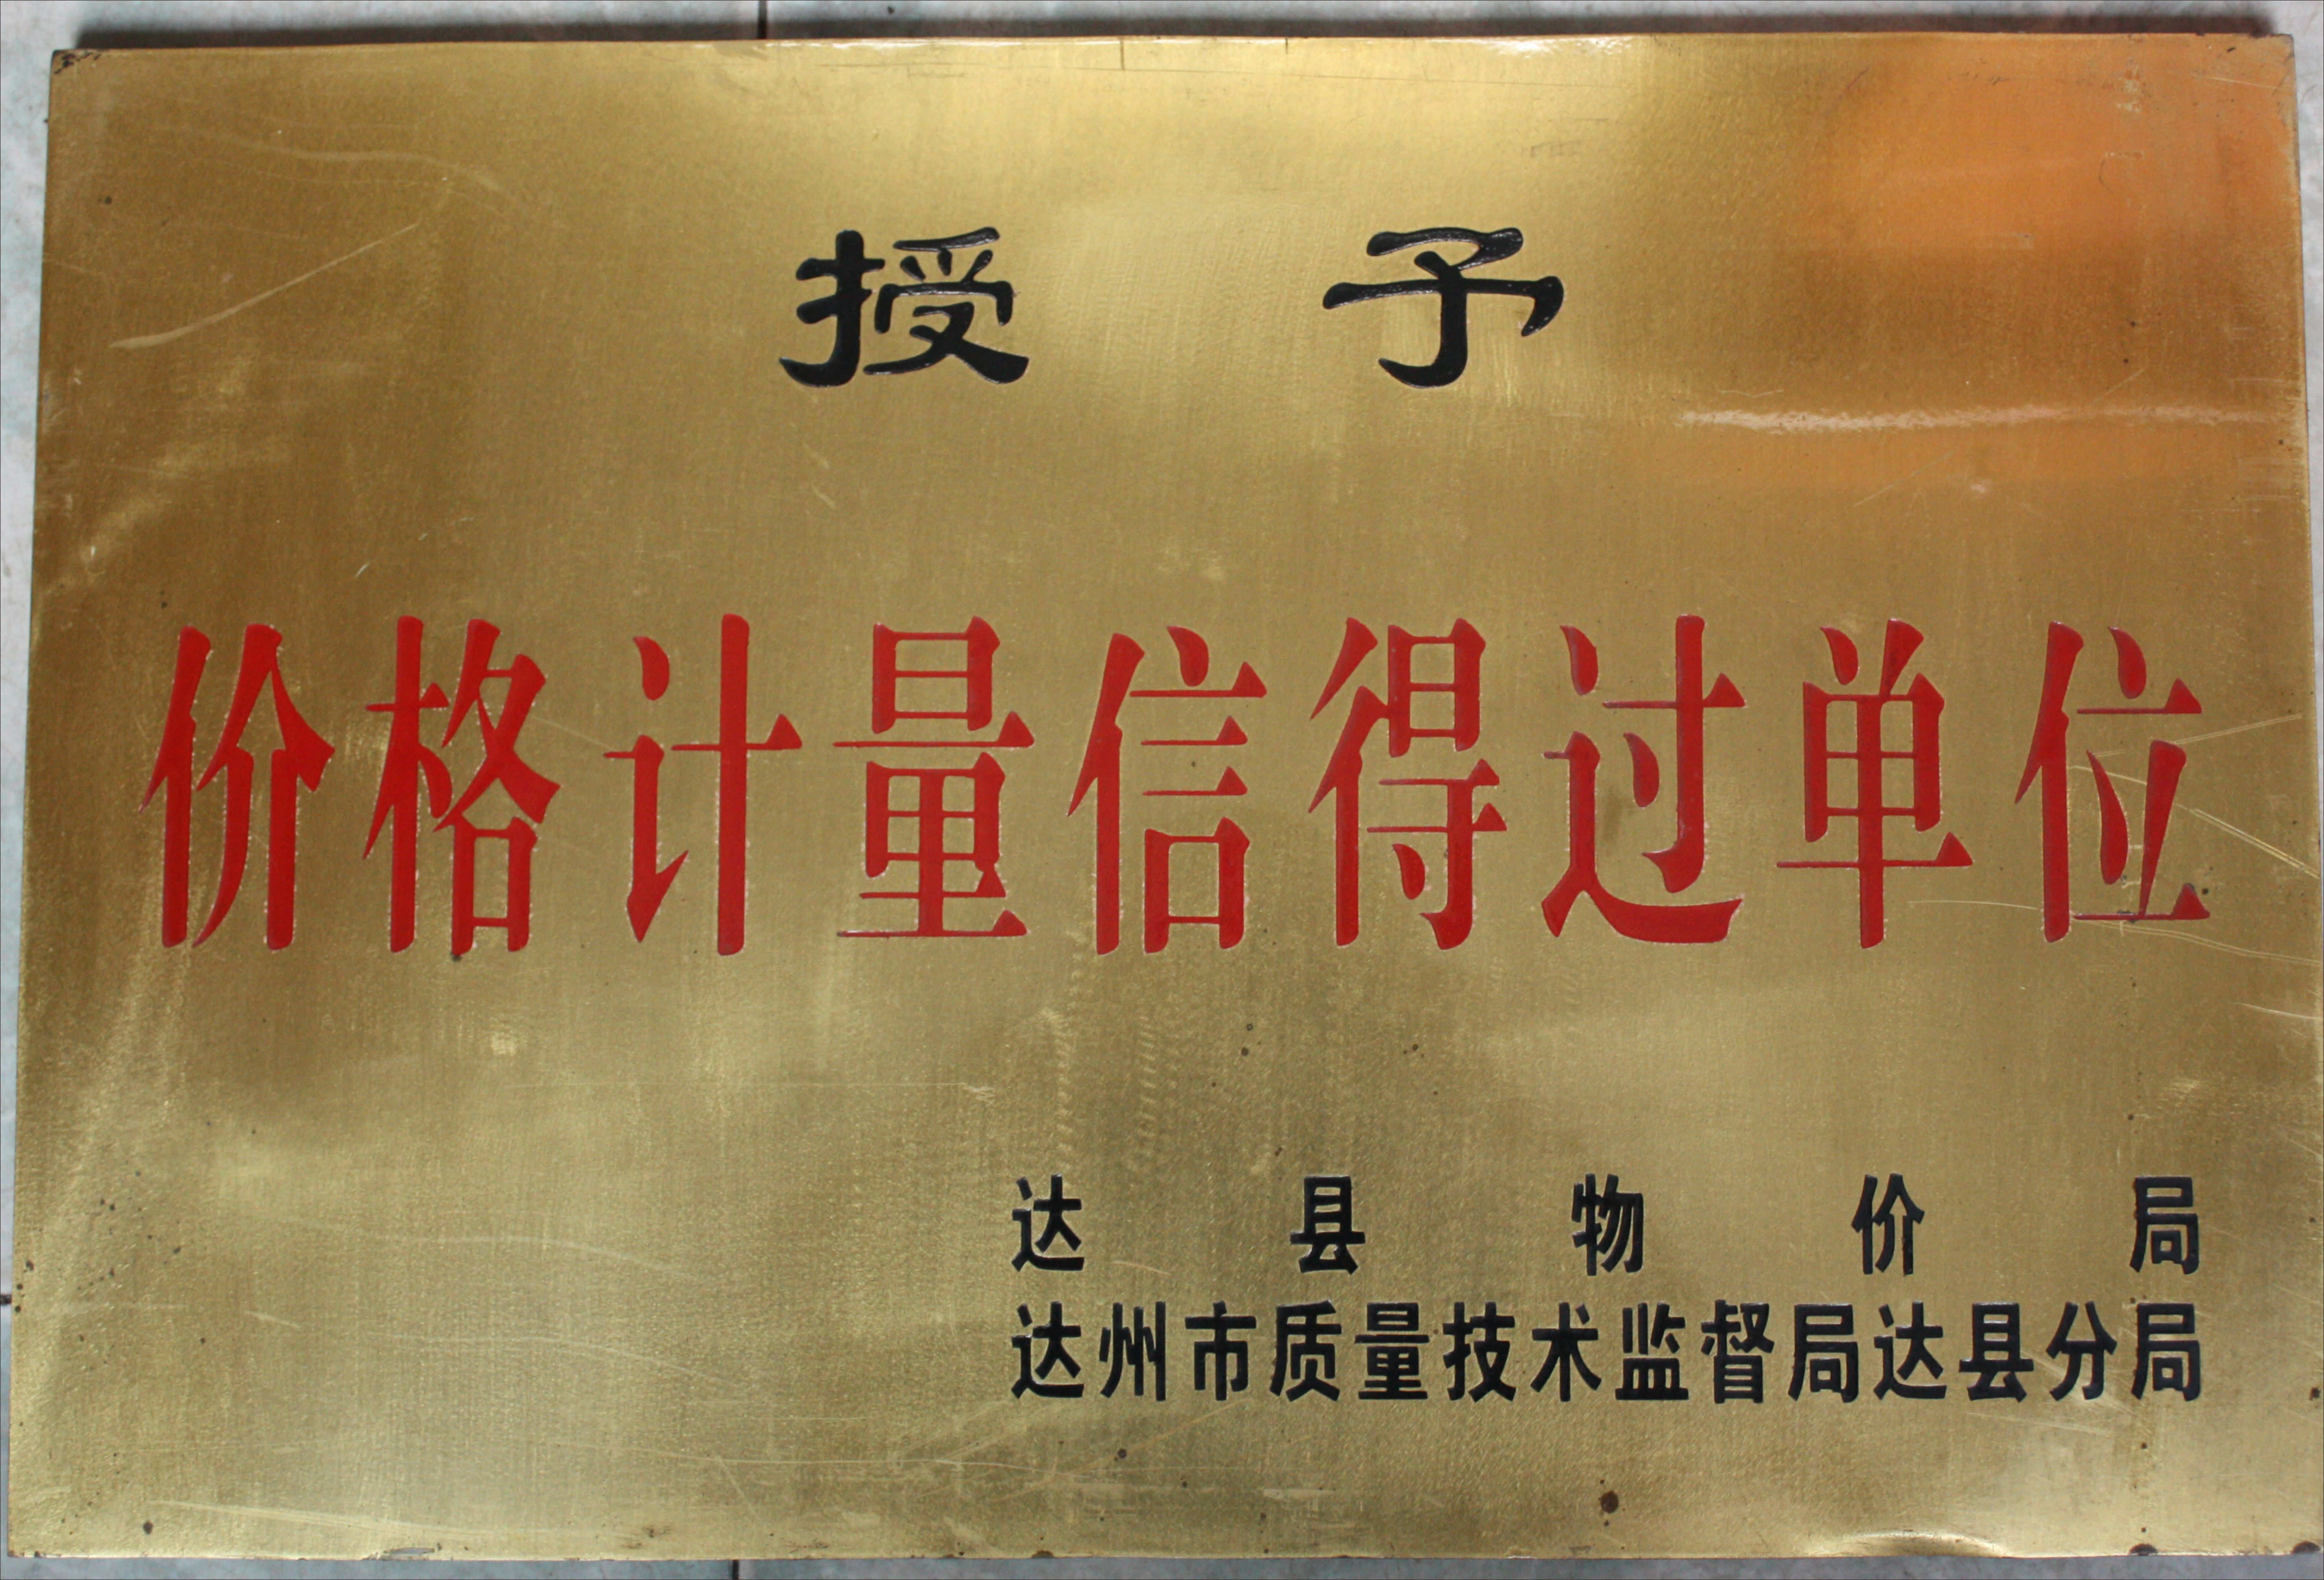 授予
价格计量信得过单位
达县物价局
达州市质量技术监督局达县分局